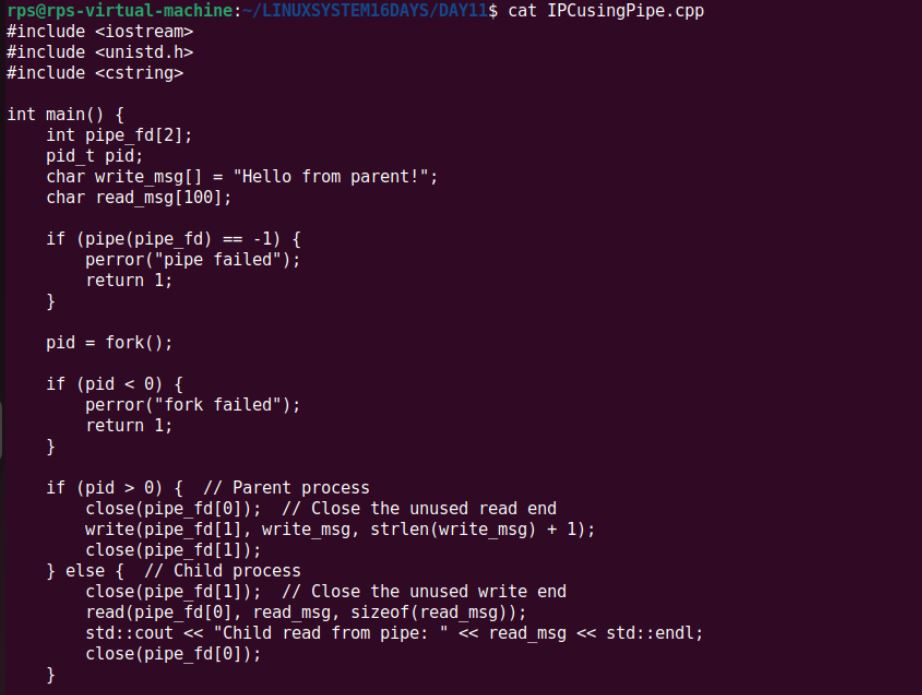 rps@rps-virtual-machine:~/LINUXSYSTEM16DAYS/DAY11$ cat IPCusingPipe.cpp
#include <iostream>
#include <unistd.h>
#include <cstring>

int main() {
    int pipe_fd[2];
    pid_t pid;
    char write_msg[] = "Hello from parent!";
    char read_msg[100];

    if (pipe(pipe_fd) == -1) {
        perror("pipe failed");
        return 1;
    }

    pid = fork();

    if (pid < 0) {
        perror("fork failed");
        return 1;
    }

    if (pid > 0) {  // Parent process
        close(pipe_fd[0]);  // Close the unused read end
        write(pipe_fd[1], write_msg, strlen(write_msg) + 1);
        close(pipe_fd[1]);
    } else {  // Child process
        close(pipe_fd[1]);  // Close the unused write end
        read(pipe_fd[0], read_msg, sizeof(read_msg));
        std::cout << "Child read from pipe: " << read_msg << std::endl;
        close(pipe_fd[0]);
    }